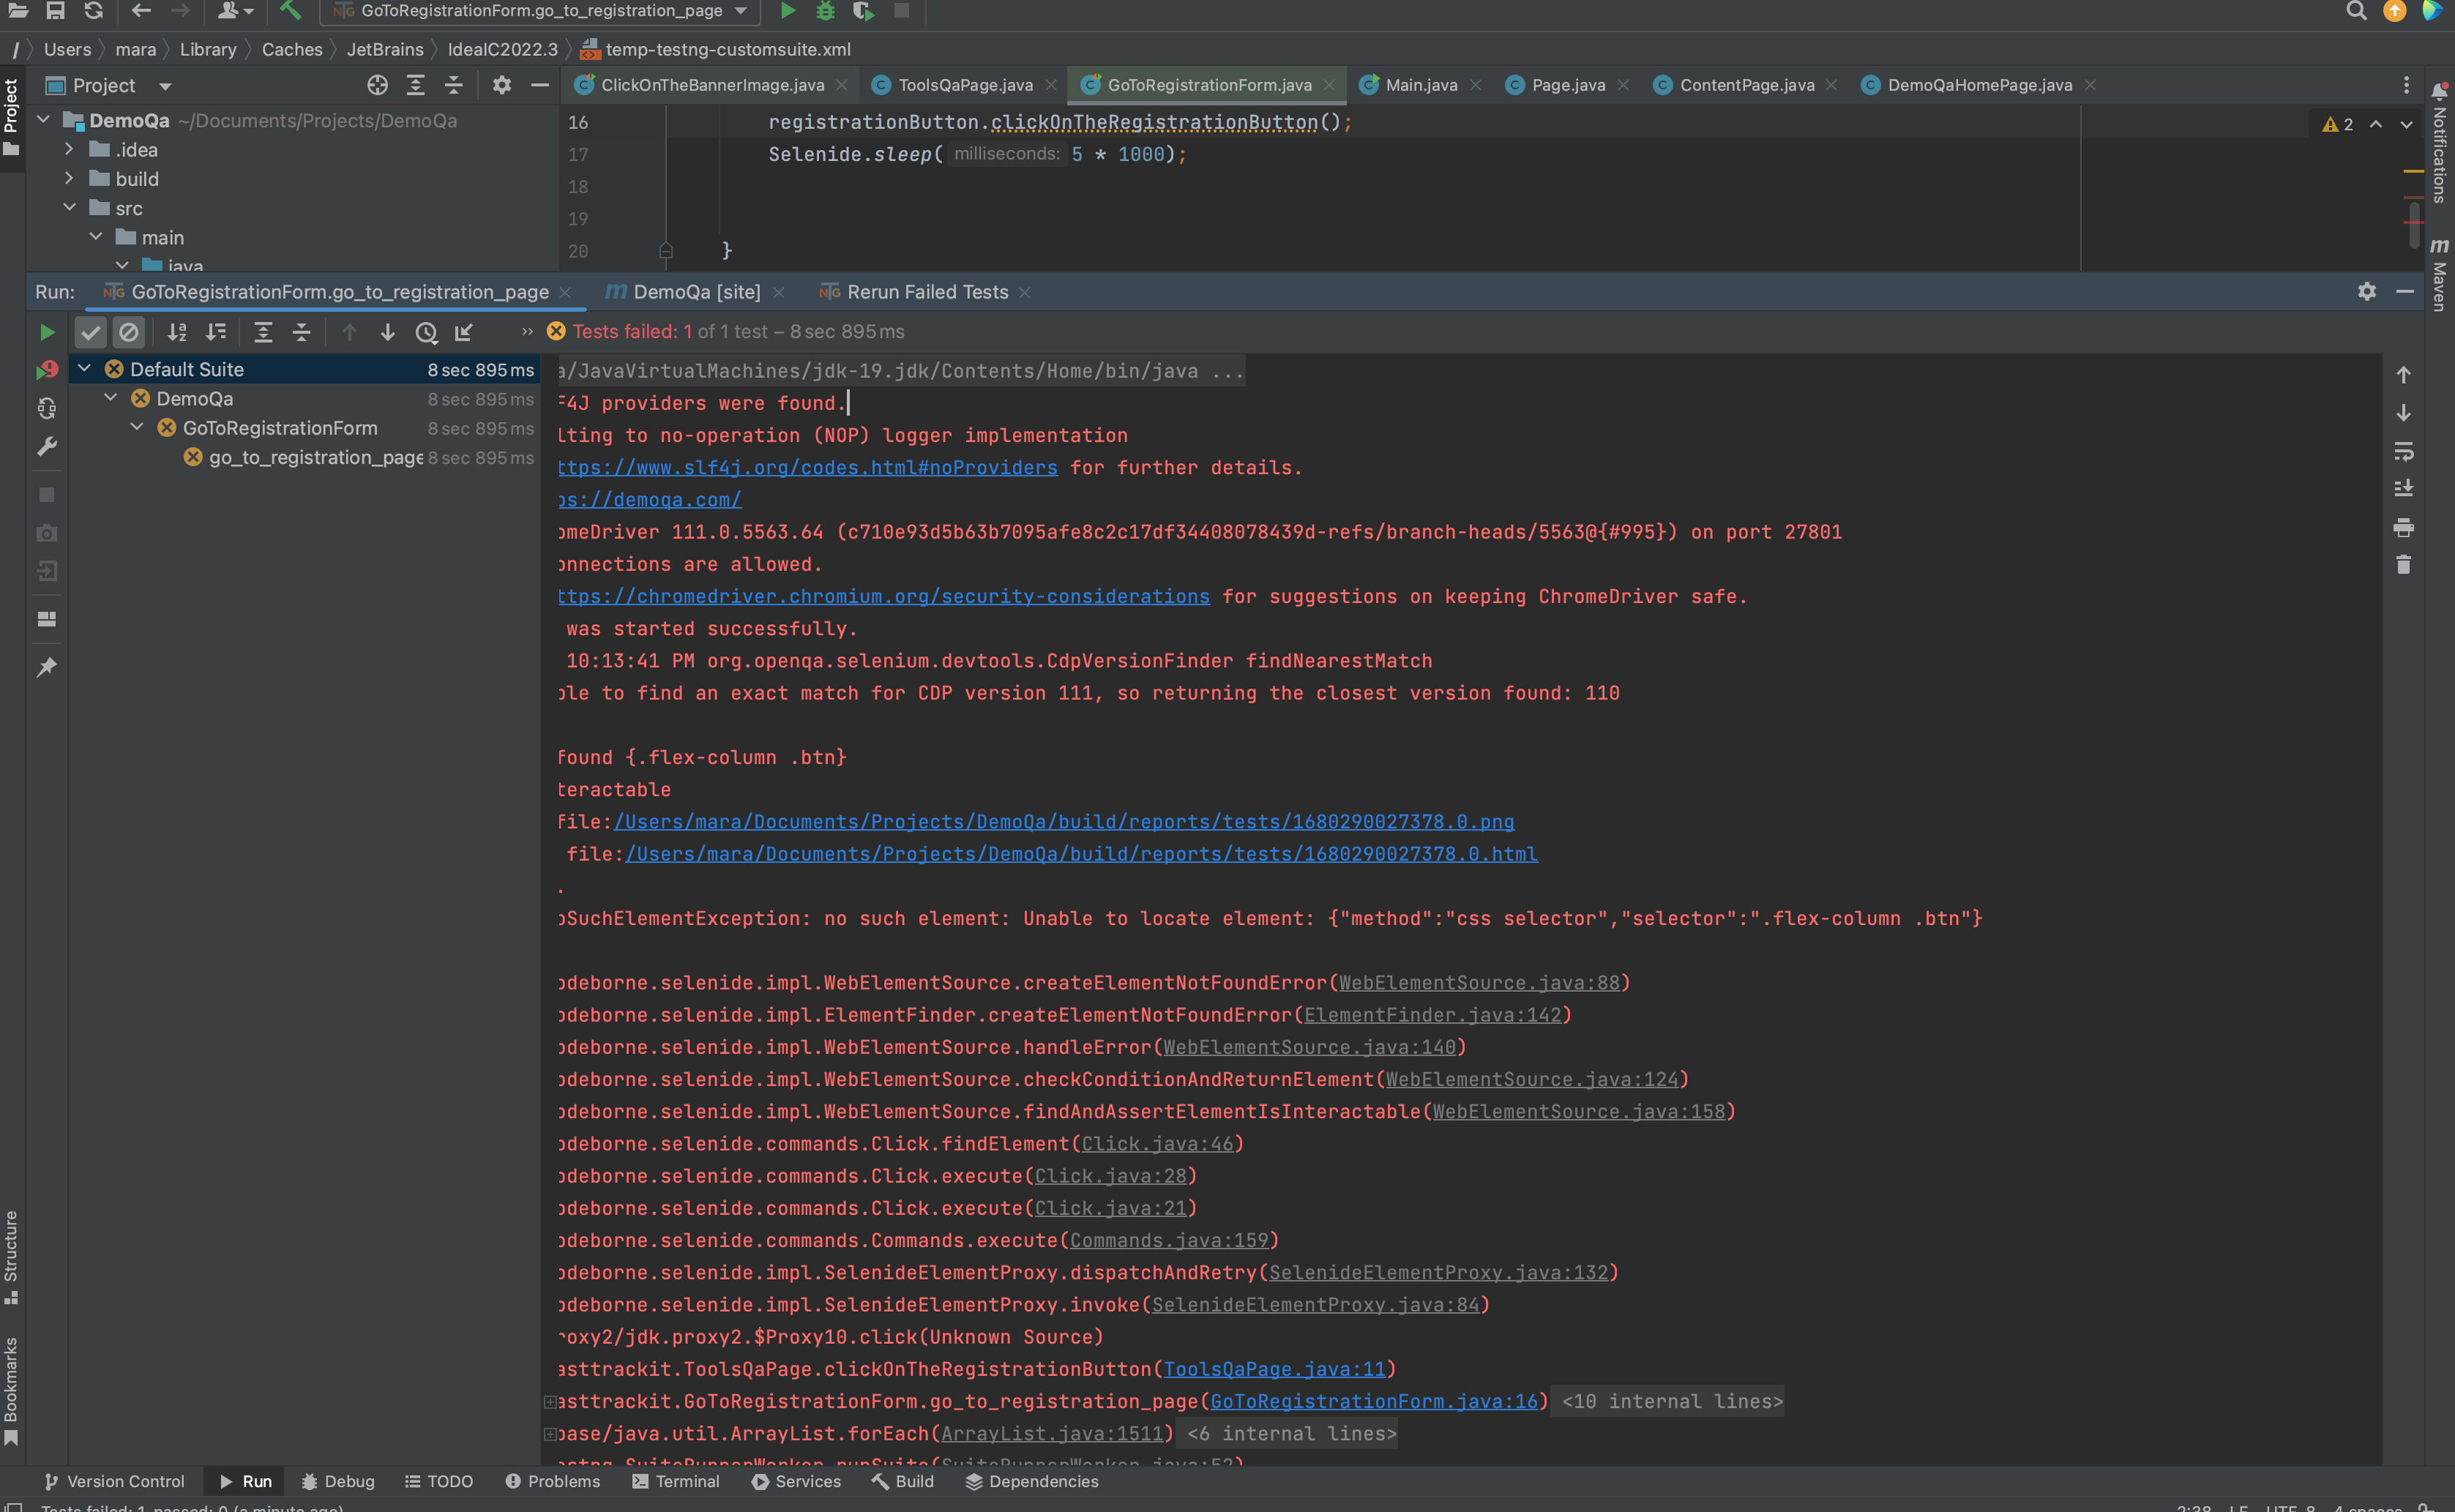 GoToRegistrationForm.go_to_registration_page
/ Users mara Library Caches JetBrains IdeaIC2022.3 temp-testng-customsuite.xml
Project
ClickOnTheBannerImage.java ToolsQaPage.java GoToRegistrationForm.java Main.java Page.java ContentPage.java DemoQaHomePage.java
Project
Notifications
Maven
DemoQa ~/Documents/Projects/DemoQa
.idea
build
src
main
java
16 registrationButton.clickOnTheRegistrationButton();
2
17 Selenide.sleep( milliseconds: 5 * 1000);
18
19
20 }
Run: GoToRegistrationForm.go_to_registration_page DemoQa [site] Rerun Failed Tests
Tests failed: 1 of 1 test – 8 sec 895 ms
Default Suite 8 sec 895 ms
DemoQa 8 sec 895 ms
GoToRegistrationForm 8 sec 895 ms
go_to_registration_page 8 sec 895 ms
a/JavaVirtualMachines/jdk-19.jdk/Contents/Home/bin/java ...
F4J providers were found.
lting to no-operation (NOP) logger implementation
ttps://www.slf4j.org/codes.html#noProviders for further details.
ps://demoqa.com/
omeDriver 111.0.5563.64 (c710e93d5b63b7095afe8c2c17df34408078439d-refs/branch-heads/5563@{#995}) on port 27801
onnections are allowed.
ttps://chromedriver.chromium.org/security-considerations for suggestions on keeping ChromeDriver safe.
was started successfully.
10:13:41 PM org.openqa.selenium.devtools.CdpVersionFinder findNearestMatch
ble to find an exact match for CDP version 111, so returning the closest version found: 110
found {.flex-column .btn}
teractable
file:/Users/mara/Documents/Projects/DemoQa/build/reports/tests/1680290027378.0.png
file:/Users/mara/Documents/Projects/DemoQa/build/reports/tests/1680290027378.0.html
.
oSuchElementException: no such element: Unable to locate element: {"method":"css selector","selector":".flex-column .btn"}
odeborne.selenide.impl.WebElementSource.createElementNotFoundError(WebElementSource.java:88)
odeborne.selenide.impl.ElementFinder.createElementNotFoundError(ElementFinder.java:142)
odeborne.selenide.impl.WebElementSource.handleError(WebElementSource.java:140)
odeborne.selenide.impl.WebElementSource.checkConditionAndReturnElement(WebElementSource.java:124)
odeborne.selenide.impl.WebElementSource.findAndAssertElementIsInteractable(WebElementSource.java:158)
odeborne.selenide.commands.Click.findElement(Click.java:46)
odeborne.selenide.commands.Click.execute(Click.java:28)
odeborne.selenide.commands.Click.execute(Click.java:21)
odeborne.selenide.commands.Commands.execute(Commands.java:159)
odeborne.selenide.impl.SelenideElementProxy.dispatchAndRetry(SelenideElementProxy.java:132)
odeborne.selenide.impl.SelenideElementProxy.invoke(SelenideElementProxy.java:84)
roxy2/jdk.proxy2.$Proxy10.click(Unknown Source)
asttrackit.ToolsQaPage.clickOnTheRegistrationButton(ToolsQaPage.java:11)
asttrackit.GoToRegistrationForm.go_to_registration_page(GoToRegistrationForm.java:16) <10 internal lines>
base/java.util.ArrayList.forEach(ArrayList.java:1511) <6 internal lines>
estng.SuiteRunnerWorker.runSuite(SuiteRunnerWorker.java:52)
Structure
Bookmarks
Version Control Run Debug TODO Problems Terminal Services Build Dependencies
Tests failed: 1, passed: 0 (a minute ago) 2:38 LF UTF-8 4 spaces